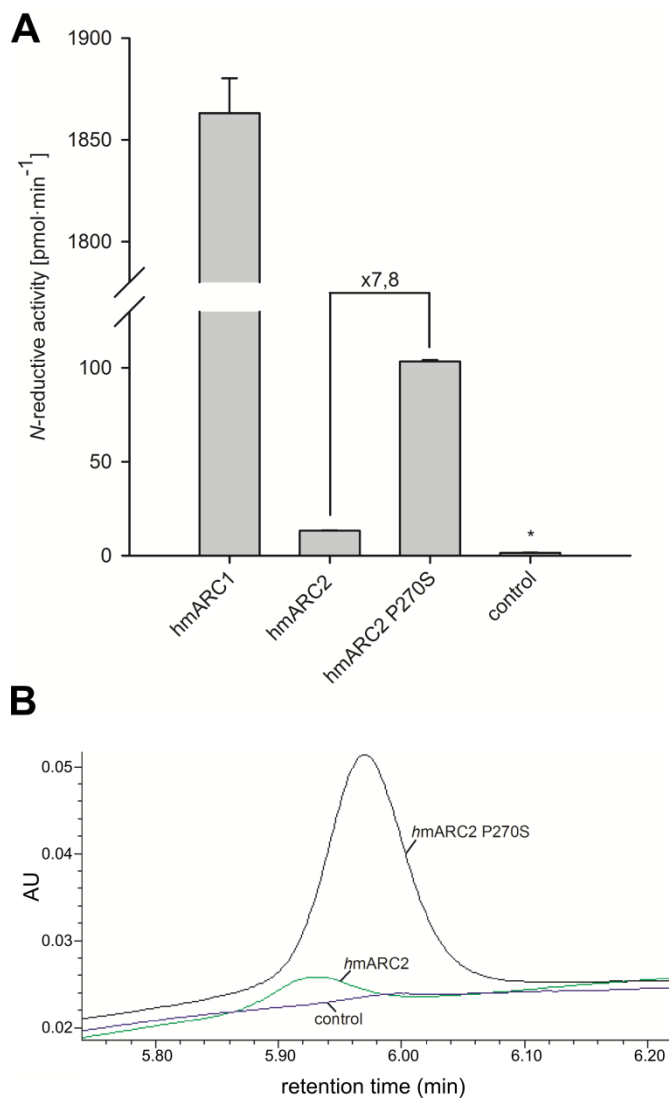 A
1900
1850
1800
100
50
0
N-reductive activity [pmol·min⁻¹]
x7,8
*
hmARC1
hmARC2
hmARC2 P270S
control
B
0.05
0.04
0.03
0.02
AU
hmARC2 P270S
hmARC2
control
5.80 5.90 6.00 6.10 6.20
retention time (min)